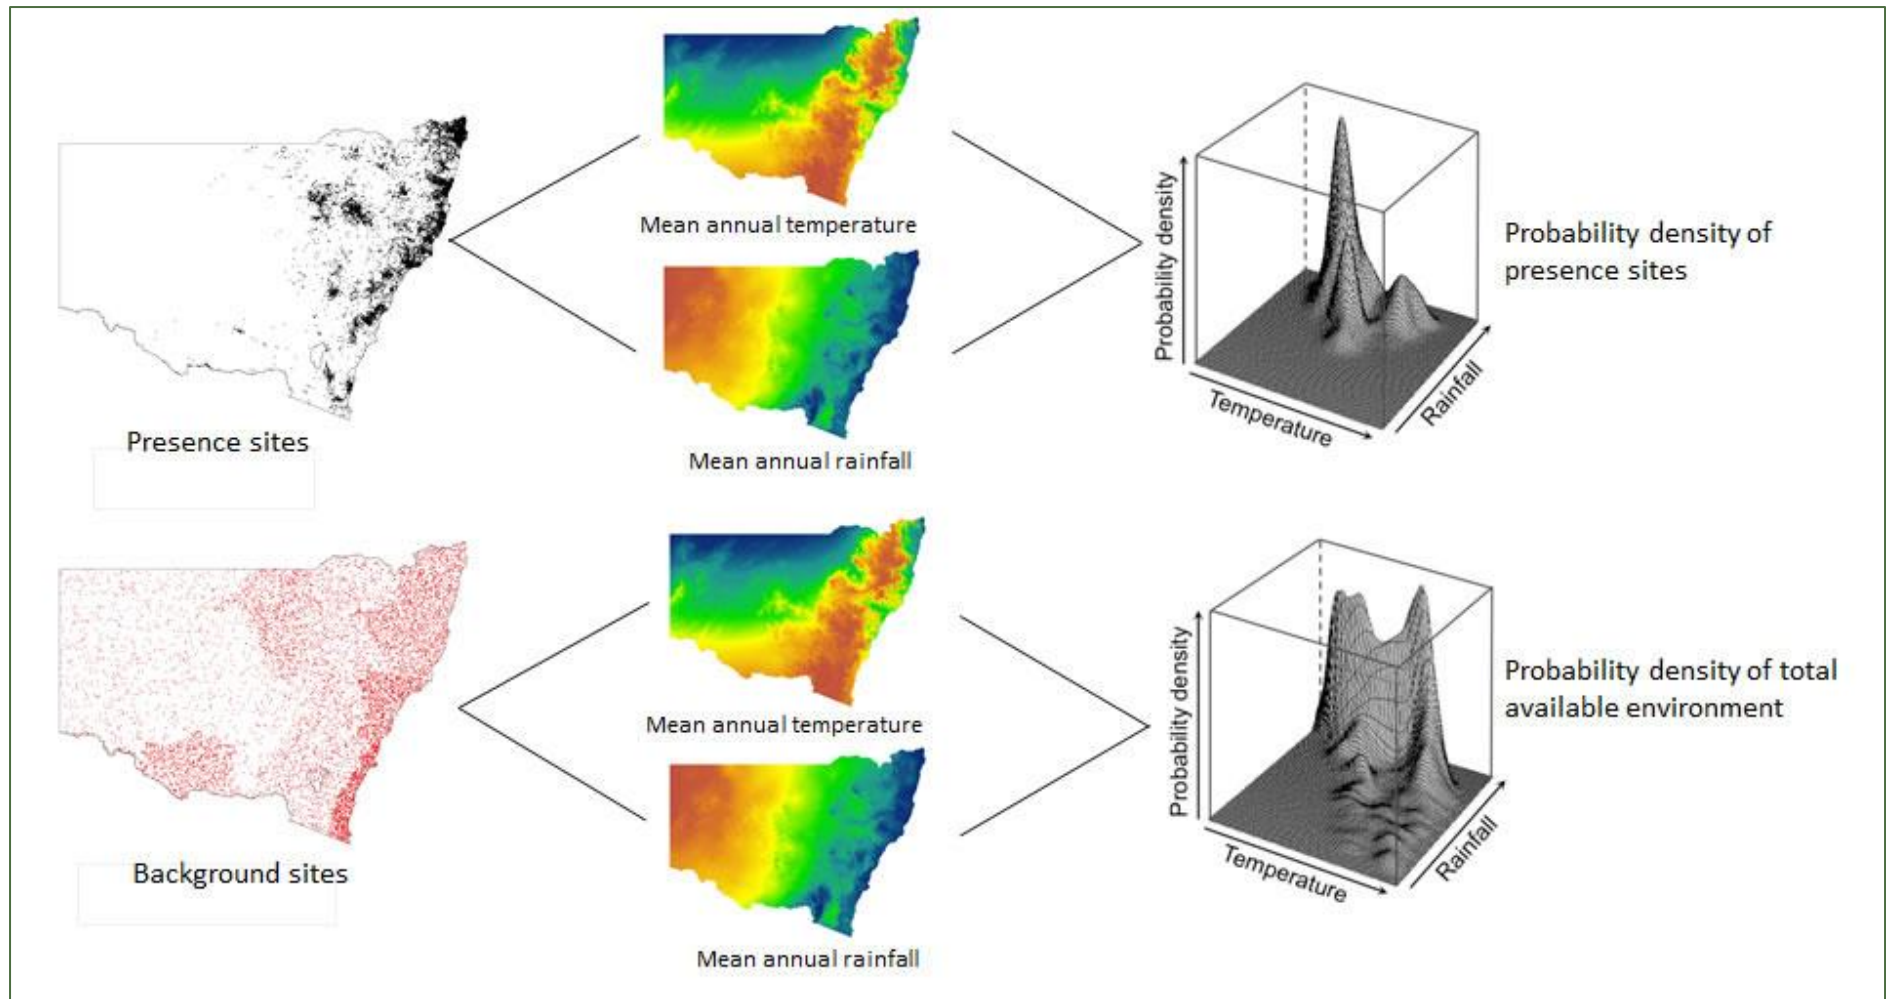 Mean annual temperature
Mean annual rainfall
Presence sites
Probability density
Temperature
Rainfall
Probability density of
presence sites
Mean annual temperature
Mean annual rainfall
Background sites
Probability density
Temperature
Rainfall
Probability density of total
available environment